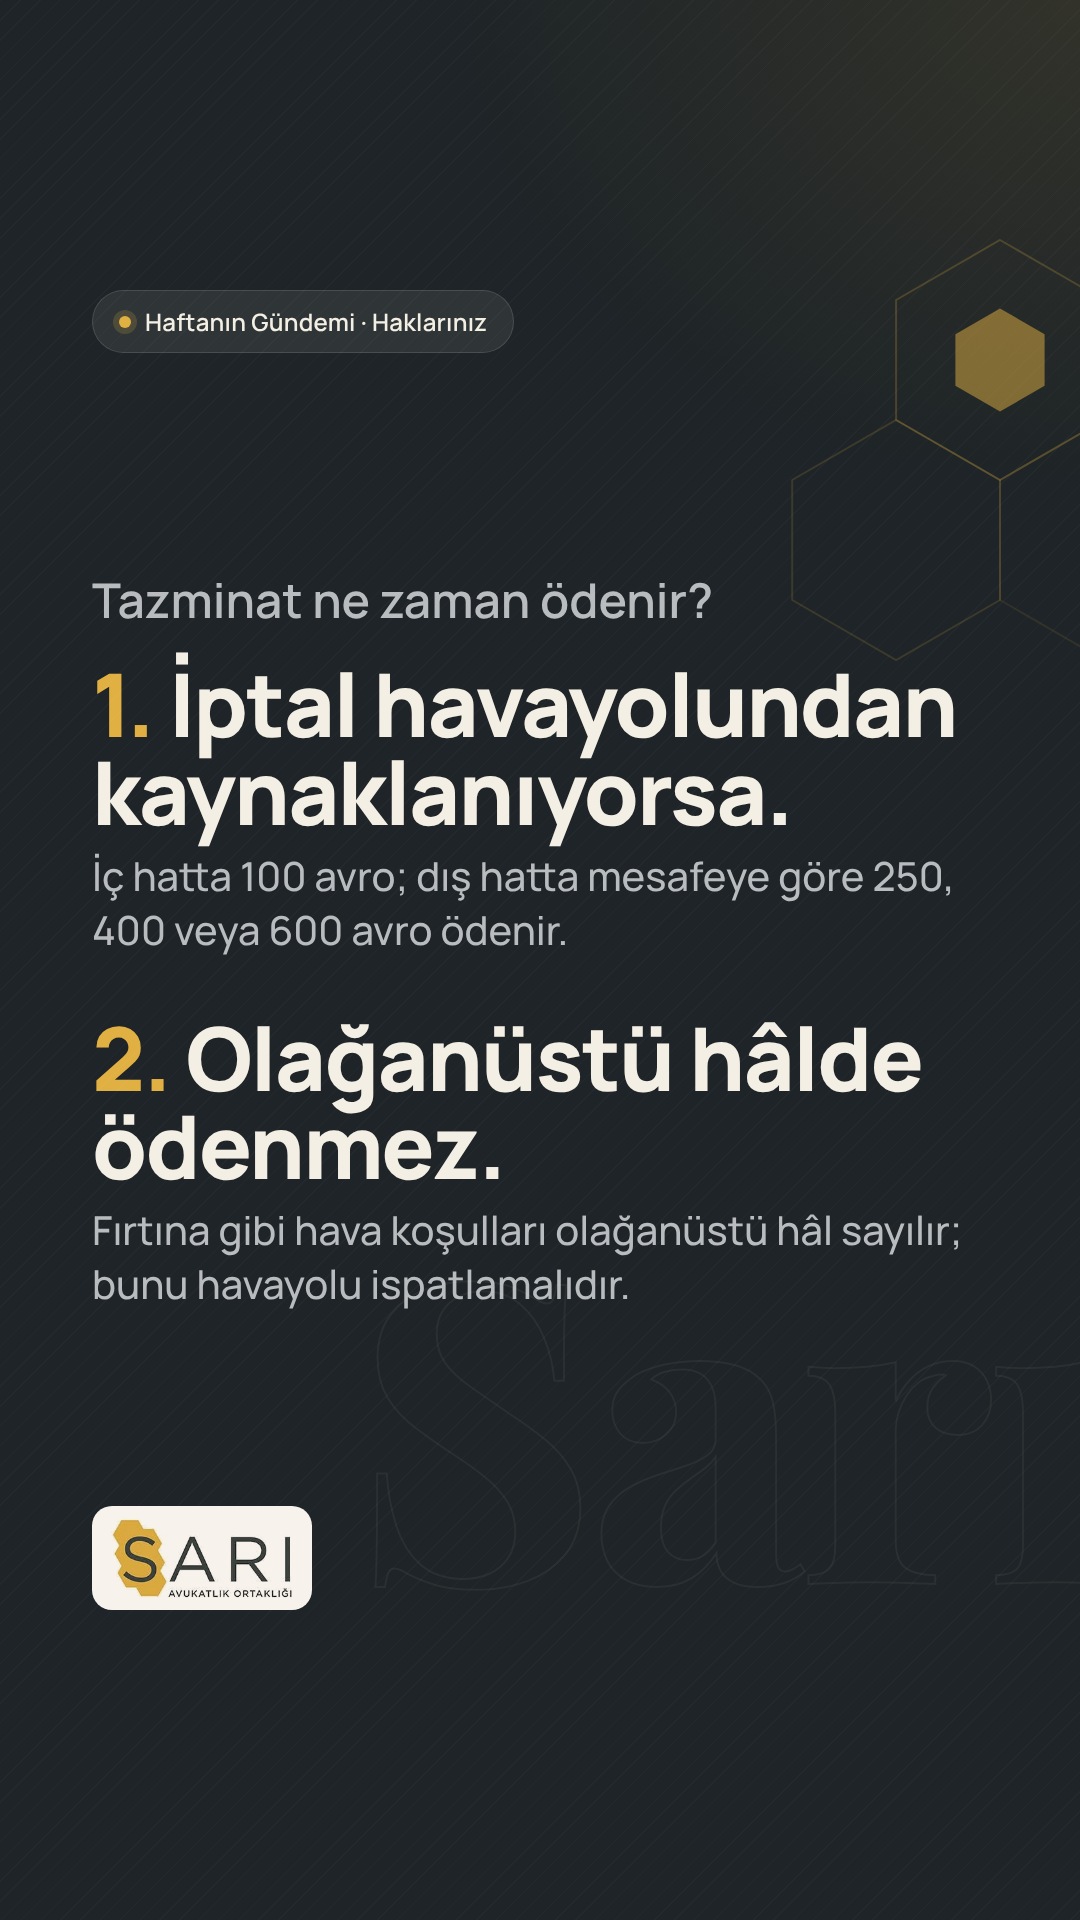 Haftanın Gündemi · Haklarınız
Tazminat ne zaman ödenir?
1. İptal havayolundan
kaynaklanıyorsa.
İç hatta 100 avro; dış hatta mesafeye göre 250,
400 veya 600 avro ödenir.
2. Olağanüstü hâlde
ödenmez.
Fırtına gibi hava koşulları olağanüstü hâl sayılır;
bunu havayolu ispatlamalıdır.
Sarı
SARI
AVUKATLIK ORTAKLIĞI